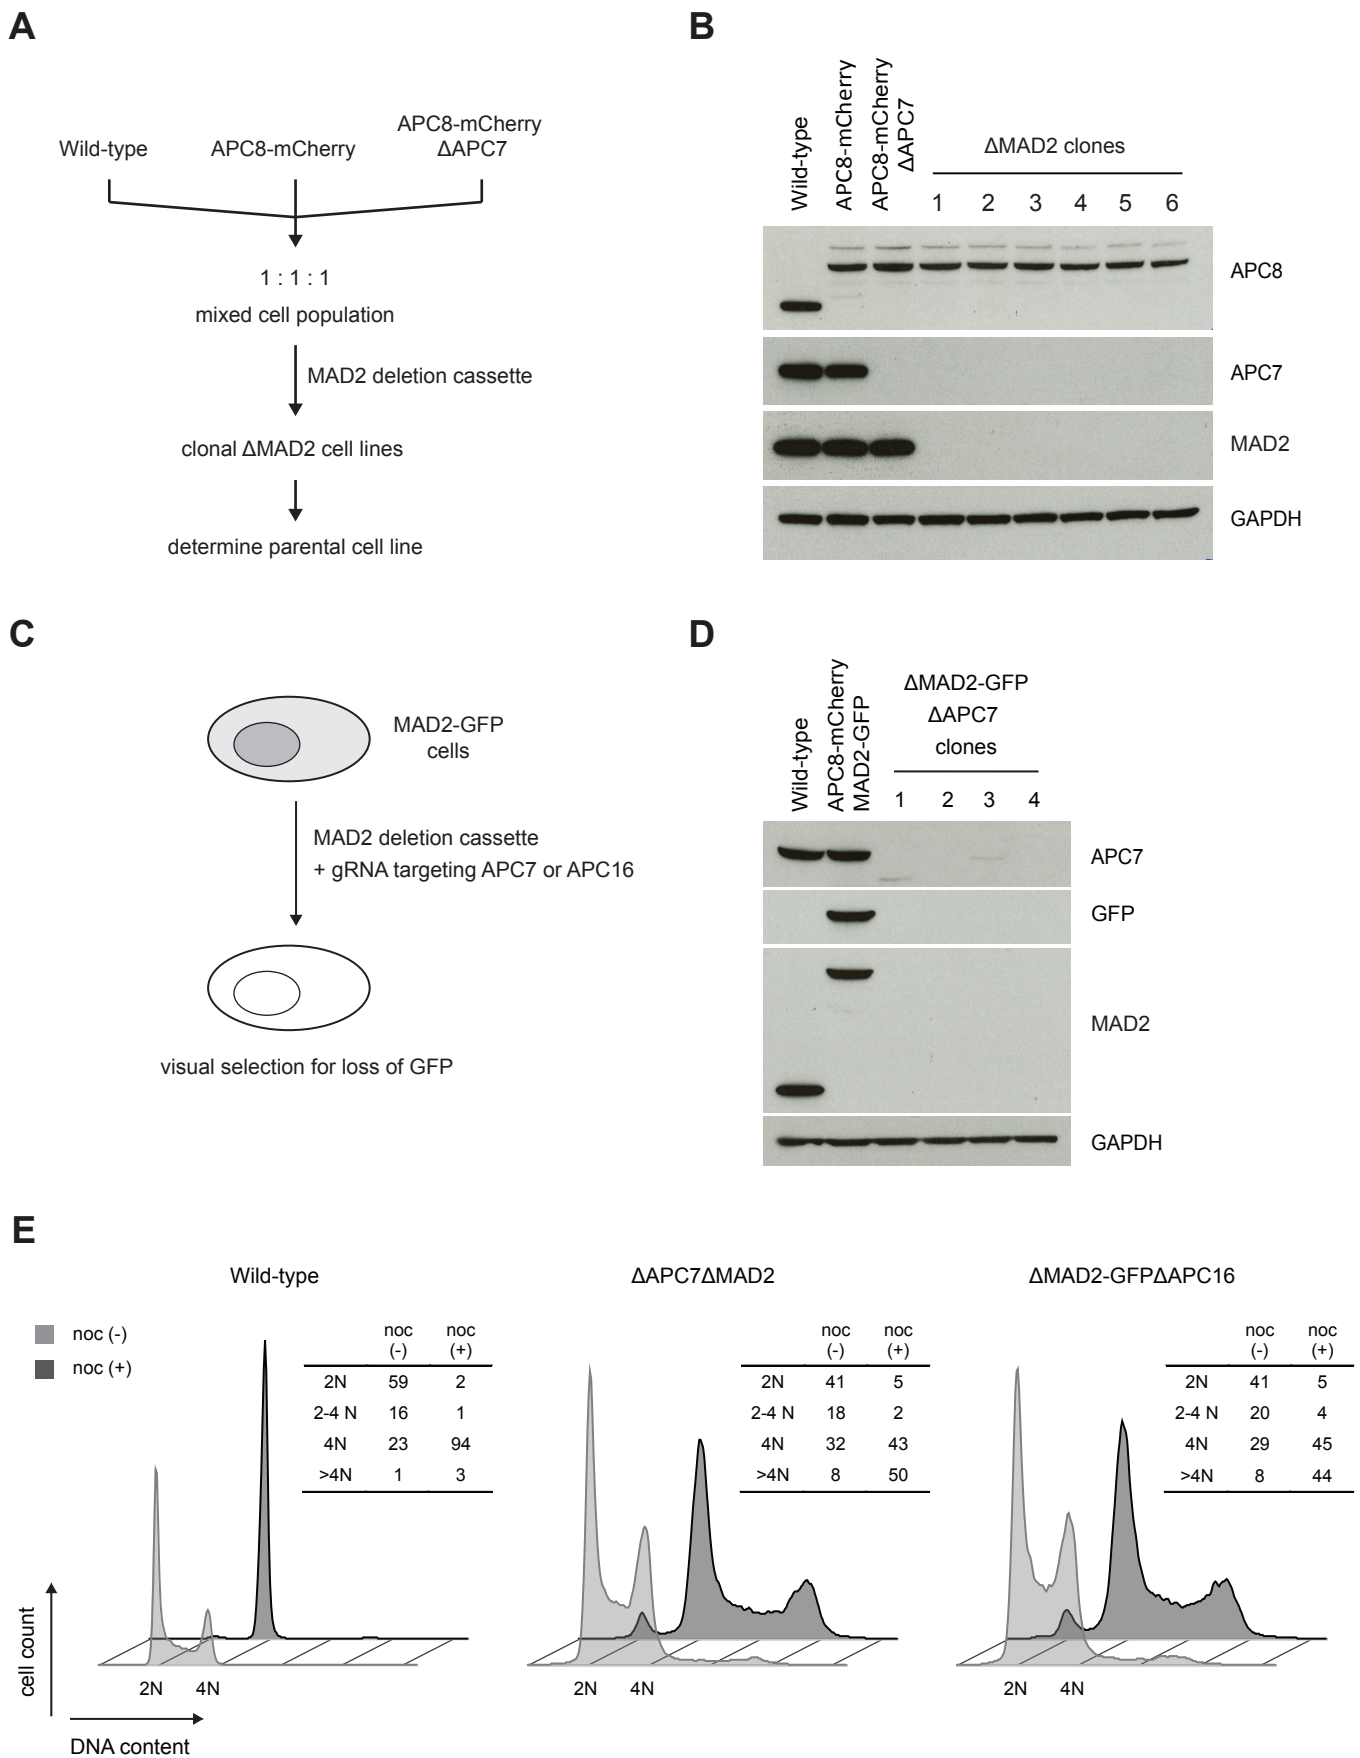 A
Wild-type
APC8-mCherry
APC8-mCherry
ΔAPC7
1 : 1 : 1
mixed cell population
MAD2 deletion cassette
clonal ΔMAD2 cell lines
determine parental cell line
B
Wild-type
APC8-mCherry
APC8-mCherry
ΔAPC7
ΔMAD2 clones
1 2 3 4 5 6
APC8
APC7
MAD2
GAPDH
C
MAD2-GFP
cells
MAD2 deletion cassette
+ gRNA targeting APC7 or APC16
visual selection for loss of GFP
D
Wild-type
APC8-mCherry
MAD2-GFP
ΔMAD2-GFP
ΔAPC7
clones
1 2 3 4
APC7
GFP
MAD2
GAPDH
E
noc (-)
noc (+)
cell count
DNA content
Wild-type
noc noc
(-) (+)
2N 59 2
2-4 N 16 1
4N 23 94
>4N 1 3
2N 4N
ΔAPC7ΔMAD2
noc noc
(-) (+)
2N 41 5
2-4 N 18 2
4N 32 43
>4N 8 50
2N 4N
ΔMAD2-GFPΔAPC16
noc noc
(-) (+)
2N 41 5
2-4 N 20 4
4N 29 45
>4N 8 44
2N 4N